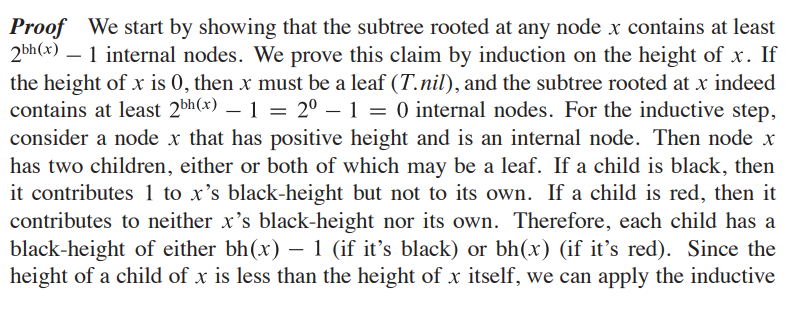 Proof We start by showing that the subtree rooted at any node x contains at least
2^bh(x) − 1 internal nodes. We prove this claim by induction on the height of x. If
the height of x is 0, then x must be a leaf (T.nil), and the subtree rooted at x indeed
contains at least 2^bh(x) − 1 = 2^0 − 1 = 0 internal nodes. For the inductive step,
consider a node x that has positive height and is an internal node. Then node x
has two children, either or both of which may be a leaf. If a child is black, then
it contributes 1 to x’s black-height but not to its own. If a child is red, then it
contributes to neither x’s black-height nor its own. Therefore, each child has a
black-height of either bh(x) − 1 (if it’s black) or bh(x) (if it’s red). Since the
height of a child of x is less than the height of x itself, we can apply the inductive